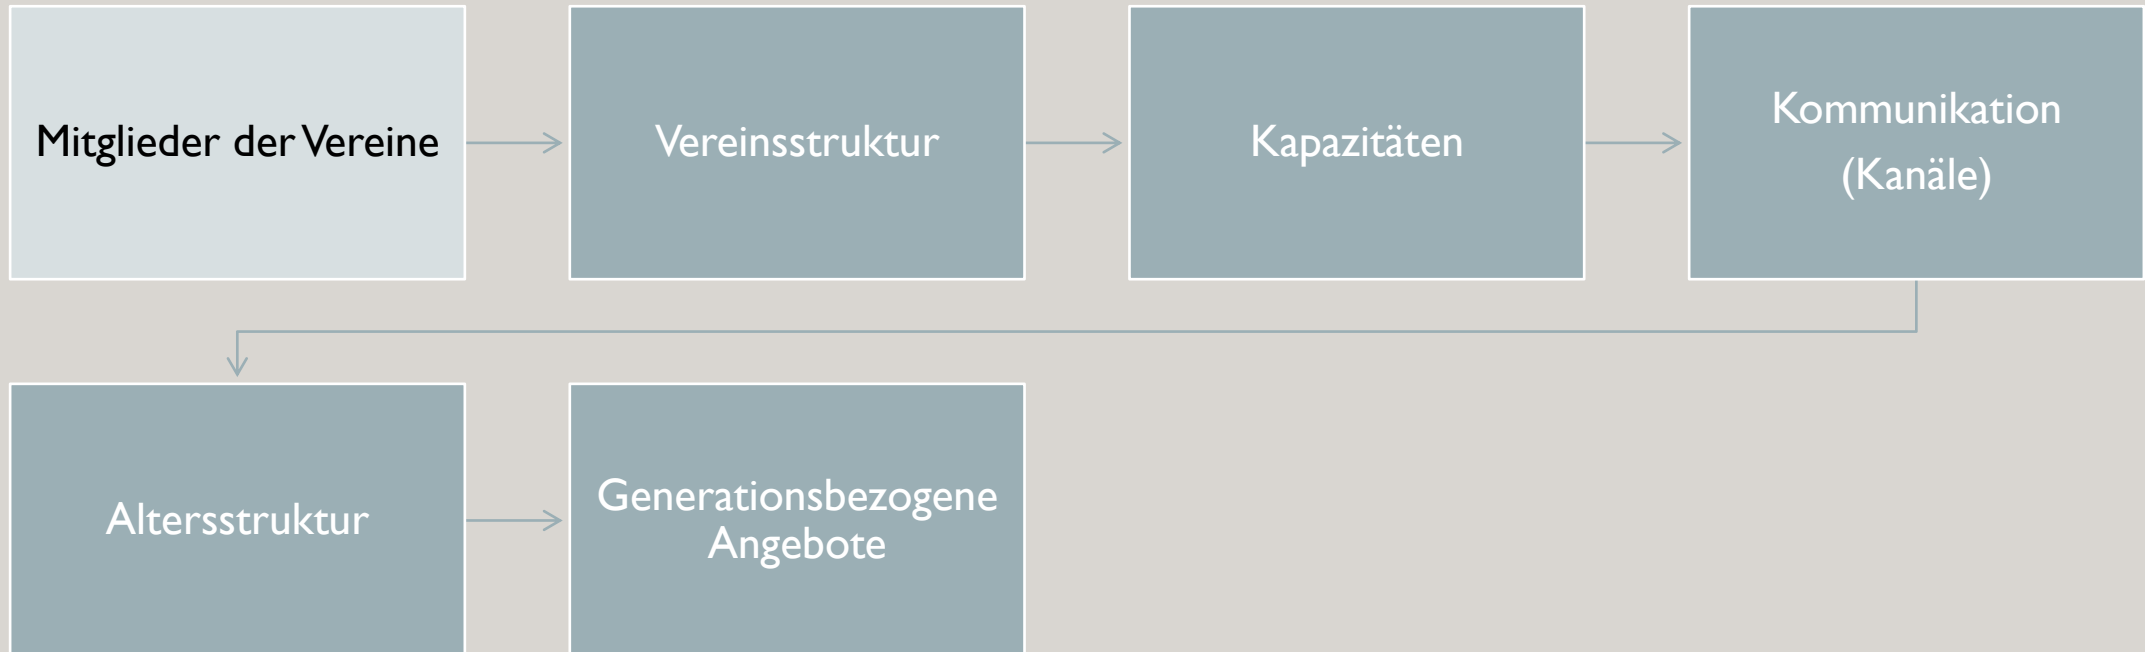 Mitglieder der Vereine
Vereinsstruktur
Kapazitäten
Kommunikation
(Kanäle)
Altersstruktur
Generationsbezogene
Angebote